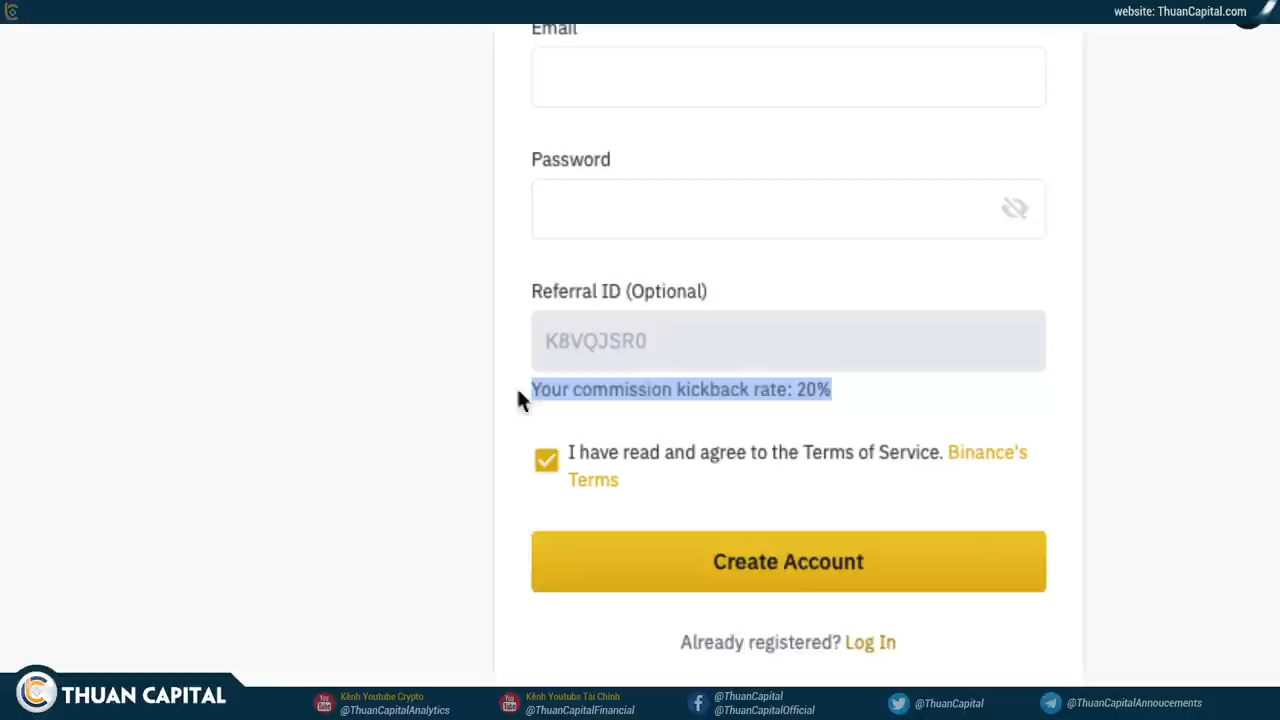 website: ThuanCapital.com
Email
Password
Referral ID (Optional)
K8VQJSR0
Your commission kickback rate: 20%
I have read and agree to the Terms of Service. Binance's
Terms
Create Account
Already registered? Log In
THUAN CAPITAL
Kênh Youtube Crypto
@ThuanCapitalAnalytics
Kênh Youtube Tài Chính
@ThuanCapitalFinancial
@ThuanCapital
@ThuanCapitalOfficial
@ThuanCapital
@ThuanCapitalAnnoucements